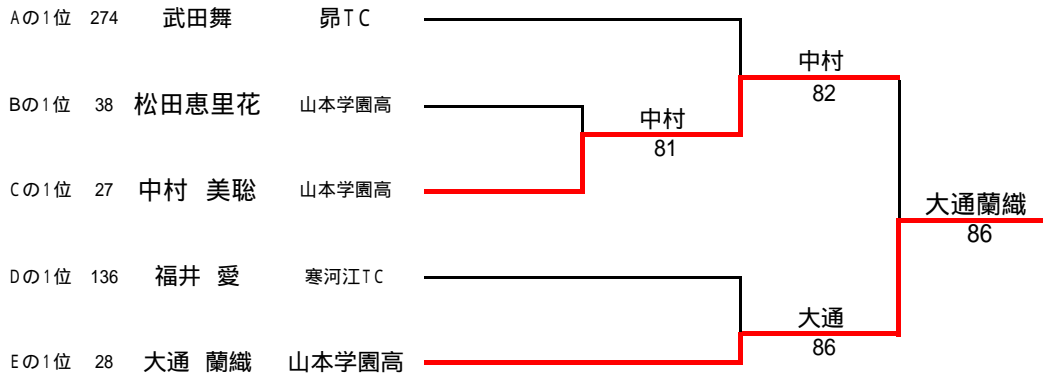 Aの1位 274 武田舞 昴TC
中村
82
Bの1位 38 松田恵里花 山本学園高
中村
81
Cの1位 27 中村 美聡 山本学園高
大通蘭織
86
Dの1位 136 福井 愛 寒河江TC
大通
86
Eの1位 28 大通 蘭織 山本学園高